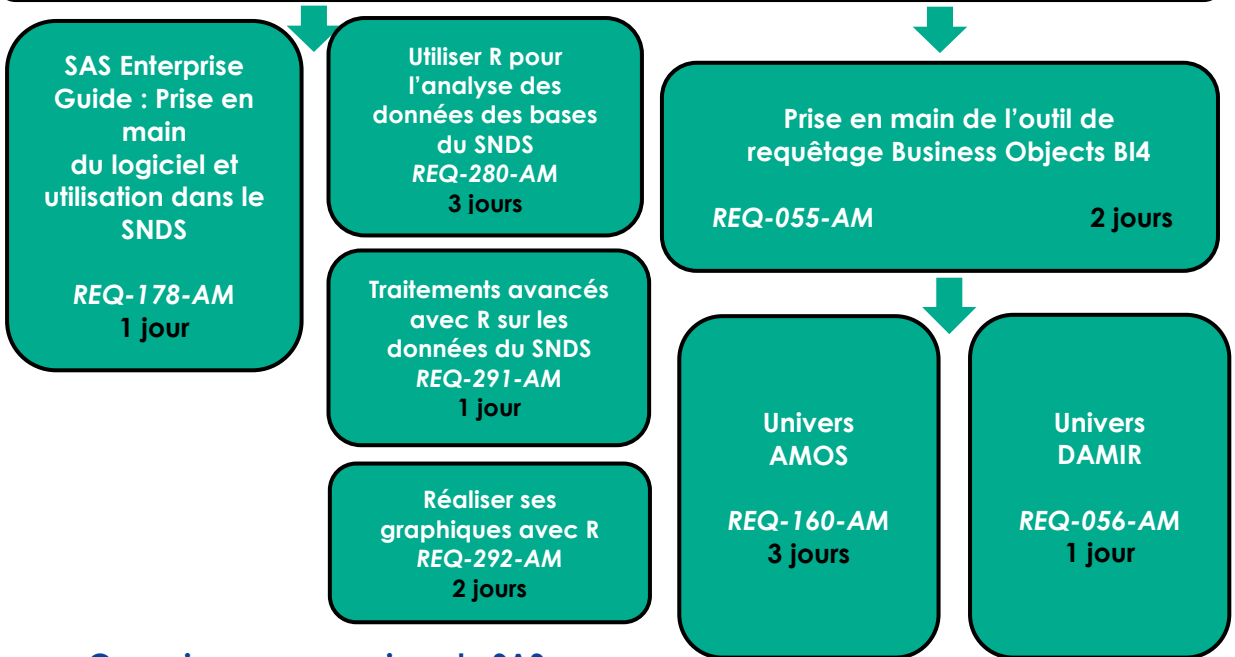 SAS Enterprise
Guide : Prise en
main
du logiciel et
utilisation dans le
SNDS
REQ-178-AM
1 jour
Utiliser R pour
l’analyse des
données des bases
du SNDS
REQ-280-AM
3 jours
Traitements avancés
avec R sur les
données du SNDS
REQ-291-AM
1 jour
Réaliser ses
graphiques avec R
REQ-292-AM
2 jours
Prise en main de l’outil de
requêtage Business Objects BI4
REQ-055-AM 2 jours
Univers
AMOS
REQ-160-AM
3 jours
Univers
DAMIR
REQ-056-AM
1 jour